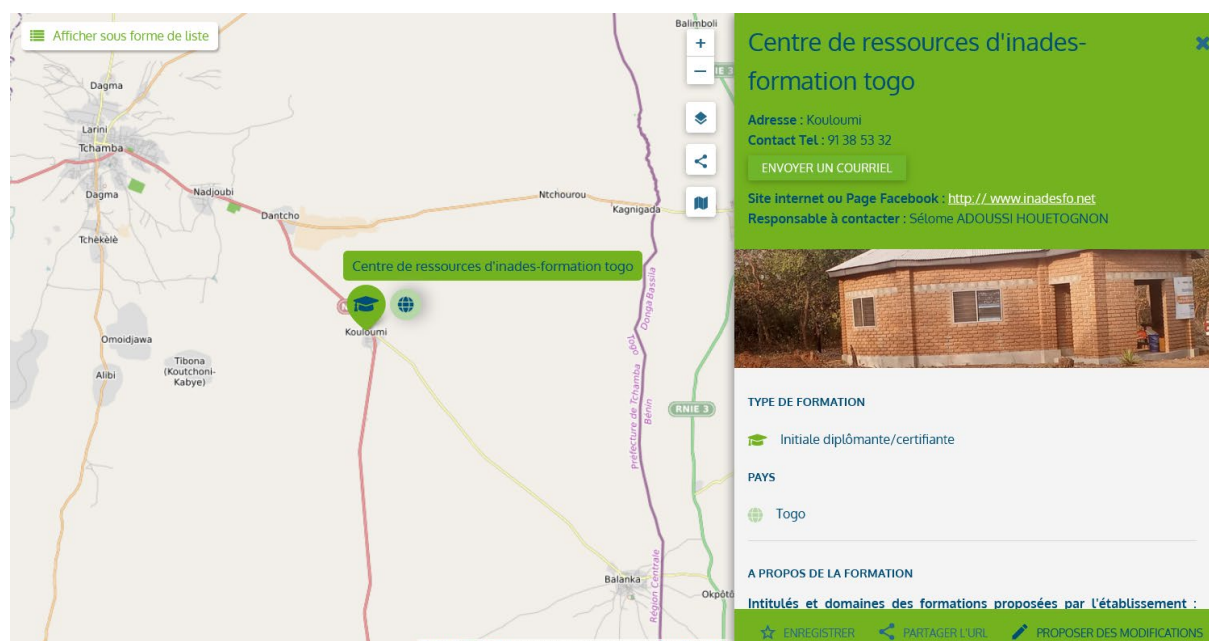 Afficher sous forme de liste
Balimboli
+
−
Dagma
Larini
Tchamba
Dagma
Nadjoubi
Dantcho
Ntchourou
Kagnigada
Tchékèlè
Centre de ressources d'inades-formation togo
Kouloumi
Omoidjawa
Alibi
Tibona
(Koutchoni-
Kabye)
Donga Bassila
Togo
Préfecture de Tchamba
Bénin
RNIE 3
Région Centrale
Balanka
Centre de ressources d'inades-
formation togo
Adresse : Kouloumi
Contact Tel : 91 38 53 32
ENVOYER UN COURRIEL
Site internet ou Page Facebook : http:// www.inadesfo.net
Responsable à contacter : Sélome ADOUSSI HOUETOGNON
TYPE DE FORMATION
Initiale diplômante/certifiante
PAYS
Togo
A PROPOS DE LA FORMATION
Intitulés et domaines des formations proposées par l'établissement :
ENREGISTRER PARTAGER L'URL PROPOSER DES MODIFICATIONS